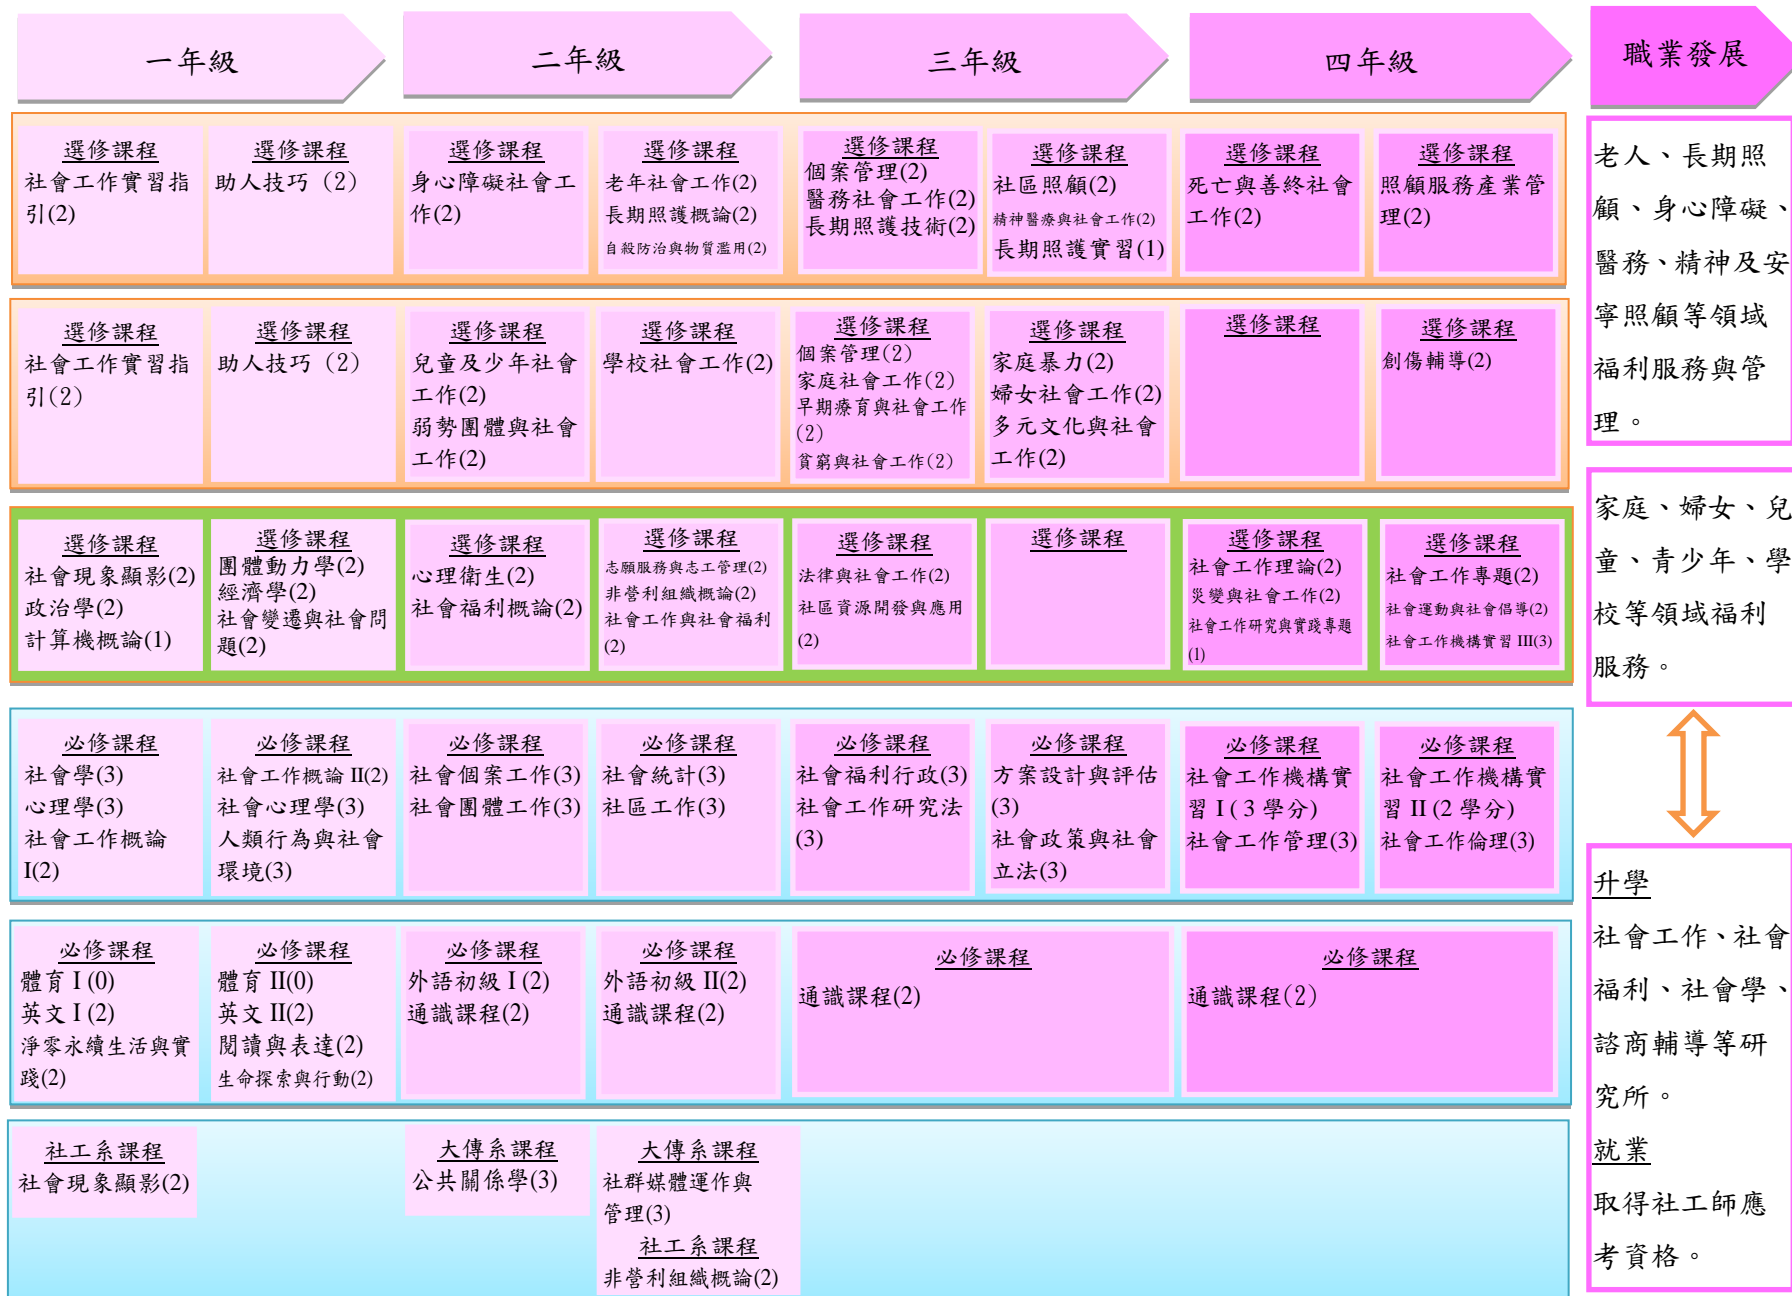 一年級
二年級
三年級
四年級
職業發展
選修課程
社會工作實習指
引(2)
選修課程
助人技巧（2）
選修課程
身心障礙社會工
作(2)
選修課程
老年社會工作(2)
長期照護概論(2)
自殺防治與物質濫用(2)
選修課程
個案管理(2)
醫務社會工作(2)
長期照護技術(2)
選修課程
社區照顧(2)
精神醫療與社會工作(2)
長期照護實習(1)
選修課程
死亡與善終社會
工作(2)
選修課程
照顧服務產業管
理(2)
老人、長期照
顧、身心障礙、
醫務、精神及安
寧照顧等領域
福利服務與管
理。
選修課程
社會工作實習指
引(2)
選修課程
助人技巧（2）
選修課程
兒童及少年社會
工作(2)
弱勢團體與社會
工作(2)
選修課程
學校社會工作(2)
選修課程
個案管理(2)
家庭社會工作(2)
早期療育與社會工作
(2)
貧窮與社會工作(2)
選修課程
家庭暴力(2)
婦女社會工作(2)
多元文化與社會
工作(2)
選修課程
選修課程
創傷輔導(2)
家庭、婦女、兒
童、青少年、學
校等領域福利
服務。
選修課程
社會現象顯影(2)
政治學(2)
計算機概論(1)
選修課程
團體動力學(2)
經濟學(2)
社會變遷與社會問
題(2)
選修課程
心理衛生(2)
社會福利概論(2)
選修課程
志願服務與志工管理(2)
非營利組織概論(2)
社會工作與社會福利
(2)
選修課程
法律與社會工作(2)
社區資源開發與應用
(2)
選修課程
選修課程
社會工作理論(2)
災變與社會工作(2)
社會工作研究與實踐專題
(1)
選修課程
社會工作專題(2)
社會運動與社會倡導(2)
社會工作機構實習 III(3)
必修課程
社會學(3)
心理學(3)
社會工作概論
I(2)
必修課程
社會工作概論 II(2)
社會心理學(3)
人類行為與社會
環境(3)
必修課程
社會個案工作(3)
社會團體工作(3)
必修課程
社會統計(3)
社區工作(3)
必修課程
社會福利行政(3)
社會工作研究法
(3)
必修課程
方案設計與評估
(3)
社會政策與社會
立法(3)
必修課程
社會工作機構實
習 I ( 3 學分)
社會工作管理(3)
必修課程
社會工作機構實
習 II (2 學分)
社會工作倫理(3)
必修課程
體育 I (0)
英文 I (2)
淨零永續生活與實
踐(2)
必修課程
體育 II(0)
英文 II(2)
閱讀與表達(2)
生命探索與行動(2)
必修課程
外語初級 I (2)
通識課程(2)
必修課程
外語初級 II(2)
通識課程(2)
必修課程
通識課程(2)
必修課程
通識課程(2)
升學
社會工作、社會
福利、社會學、
諮商輔導等研
究所。
就業
取得社工師應
考資格。
社工系課程
社會現象顯影(2)
大傳系課程
公共關係學(3)
大傳系課程
社群媒體運作與
管理(3)
社工系課程
非營利組織概論(2)